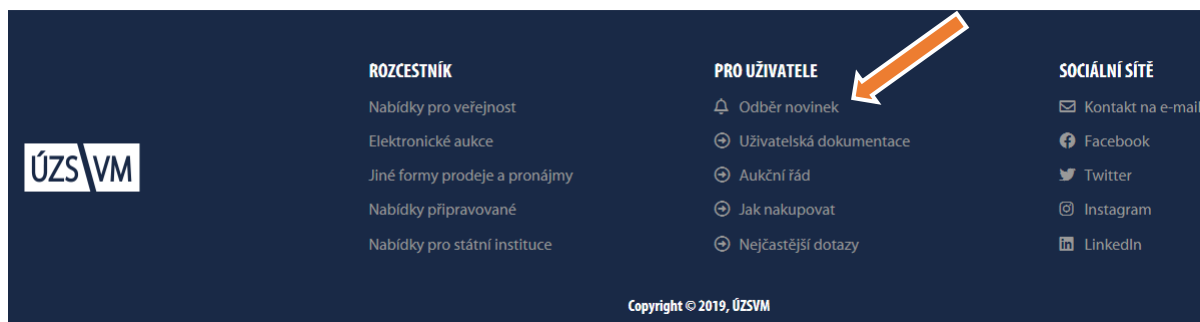 ÚZSVM
ROZCESTNÍK
Nabídky pro veřejnost
Elektronické aukce
Jiné formy prodeje a pronájmy
Nabídky připravované
Nabídky pro státní instituce
PRO UŽIVATELE
Odběr novinek
Uživatelská dokumentace
Aukční řád
Jak nakupovat
Nejčastější dotazy
SOCIÁLNÍ SÍTĚ
Kontakt na e-mail
Facebook
Twitter
Instagram
LinkedIn
Copyright © 2019, ÚZSVM